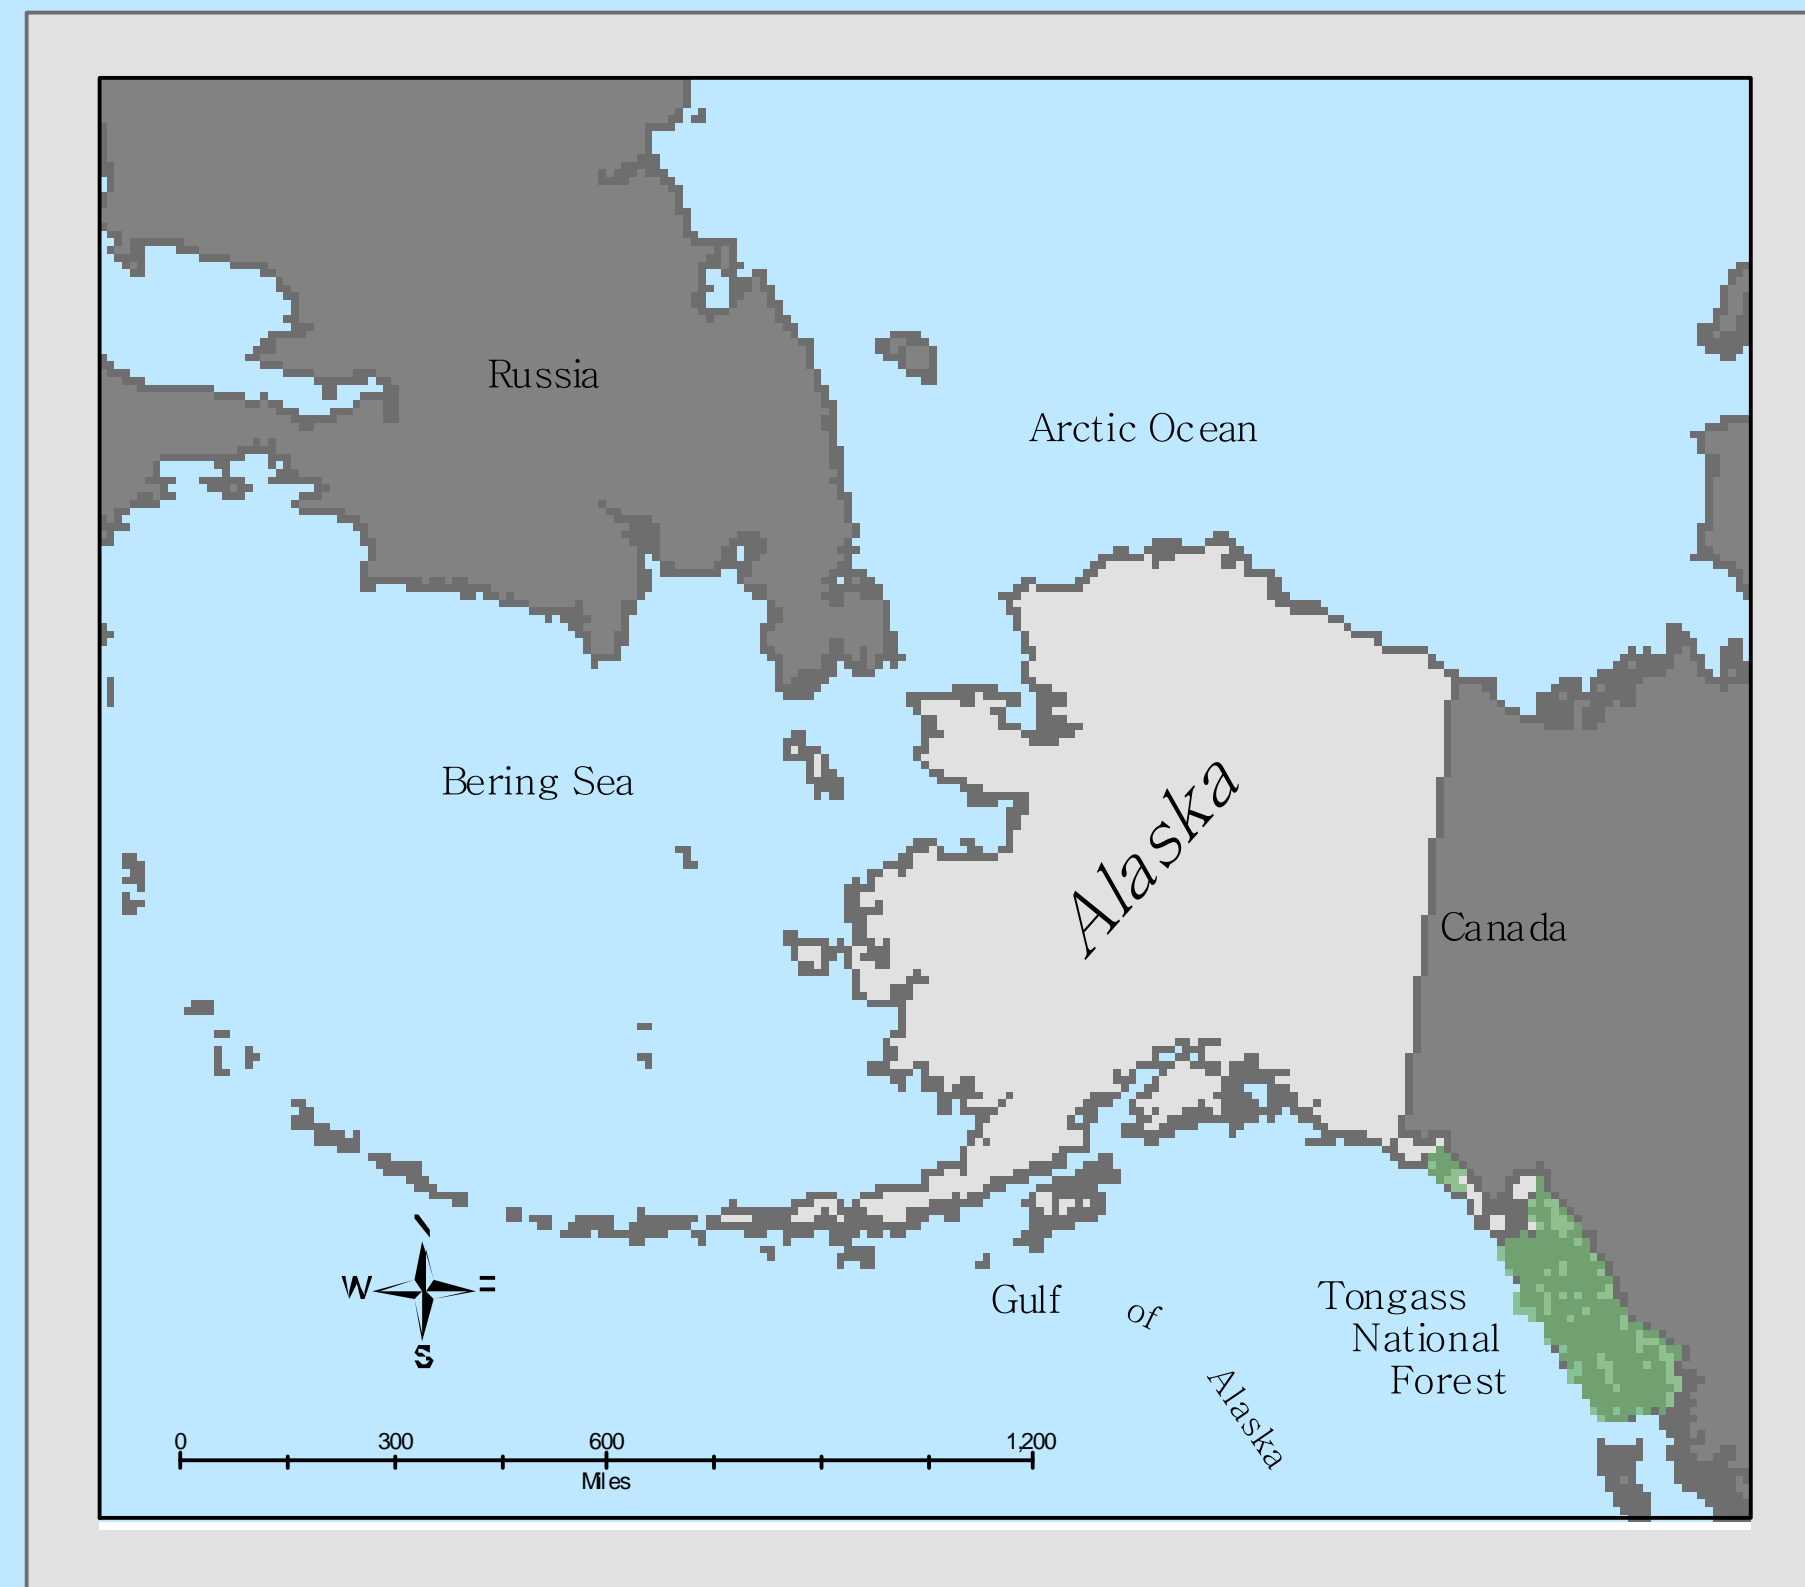 Russia
Arctic Ocean
Bering Sea
Alaska
Canada
Gulf of Alaska
Tongass
National
Forest
W
S
0 300 600 1,200
Miles